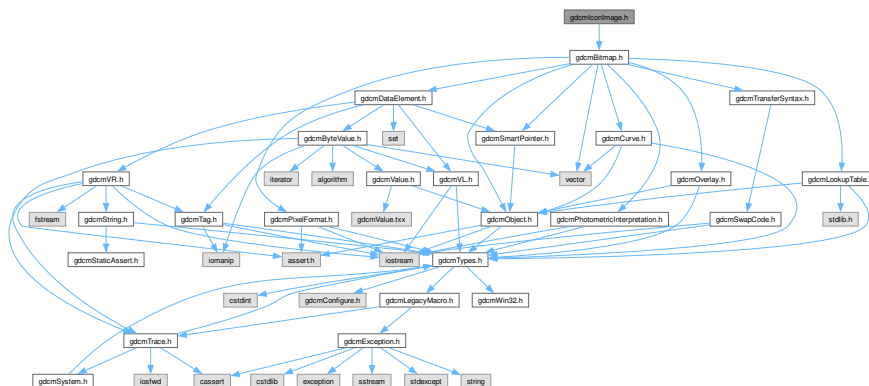 gdcmIconImage.h
gdcmBitmap.h
gdcmDataElement.h
gdcmTransferSyntax.h
gdcmByteValue.h
set
gdcmSmartPointer.h
gdcmCurve.h
gdcmVR.h
iterator
algorithm
gdcmValue.h
gdcmVL.h
vector
gdcmOverlay.h
gdcmLookupTable.
fstream
gdcmString.h
gdcmTag.h
gdcmPixelFormat.h
gdcmValue.txx
gdcmObject.h
gdcmPhotometricInterpretation.h
gdcmSwapCode.h
stdlib.h
gdcmStaticAssert.h
iomanip
assert.h
iostream
gdcmTypes.h
cstdint
gdcmConfigure.h
gdcmLegacyMacro.h
gdcmWin32.h
gdcmTrace.h
gdcmException.h
gdcmSystem.h
iosfwd
cassert
cstdlib
exception
sstream
stdexcept
string